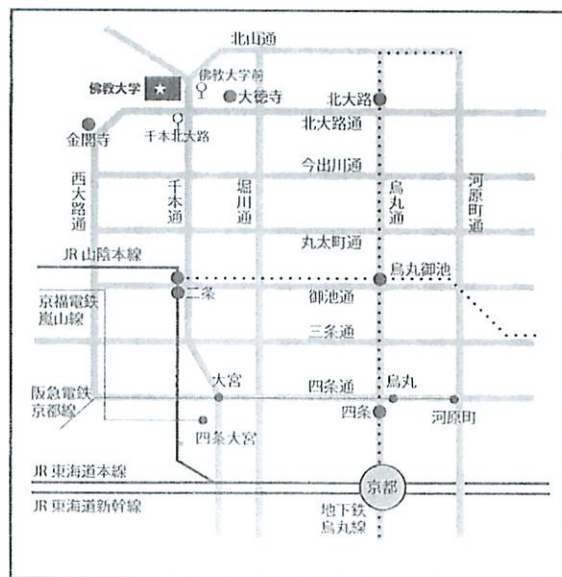 北山通
佛教大学前
佛教大学
大徳寺
北大路
北大路通
金閣寺
千本北大路
今出川通
西大路通
千本通
堀川通
烏丸通
河原町通
丸太町通
JR山陰本線
烏丸御池
二条
御池通
京福電鉄
嵐山線
三条通
大宮
四条通
烏丸
阪急電鉄
京都線
四条
河原町
四条大宮
JR東海道本線
京都
JR東海道新幹線
地下鉄
烏丸線